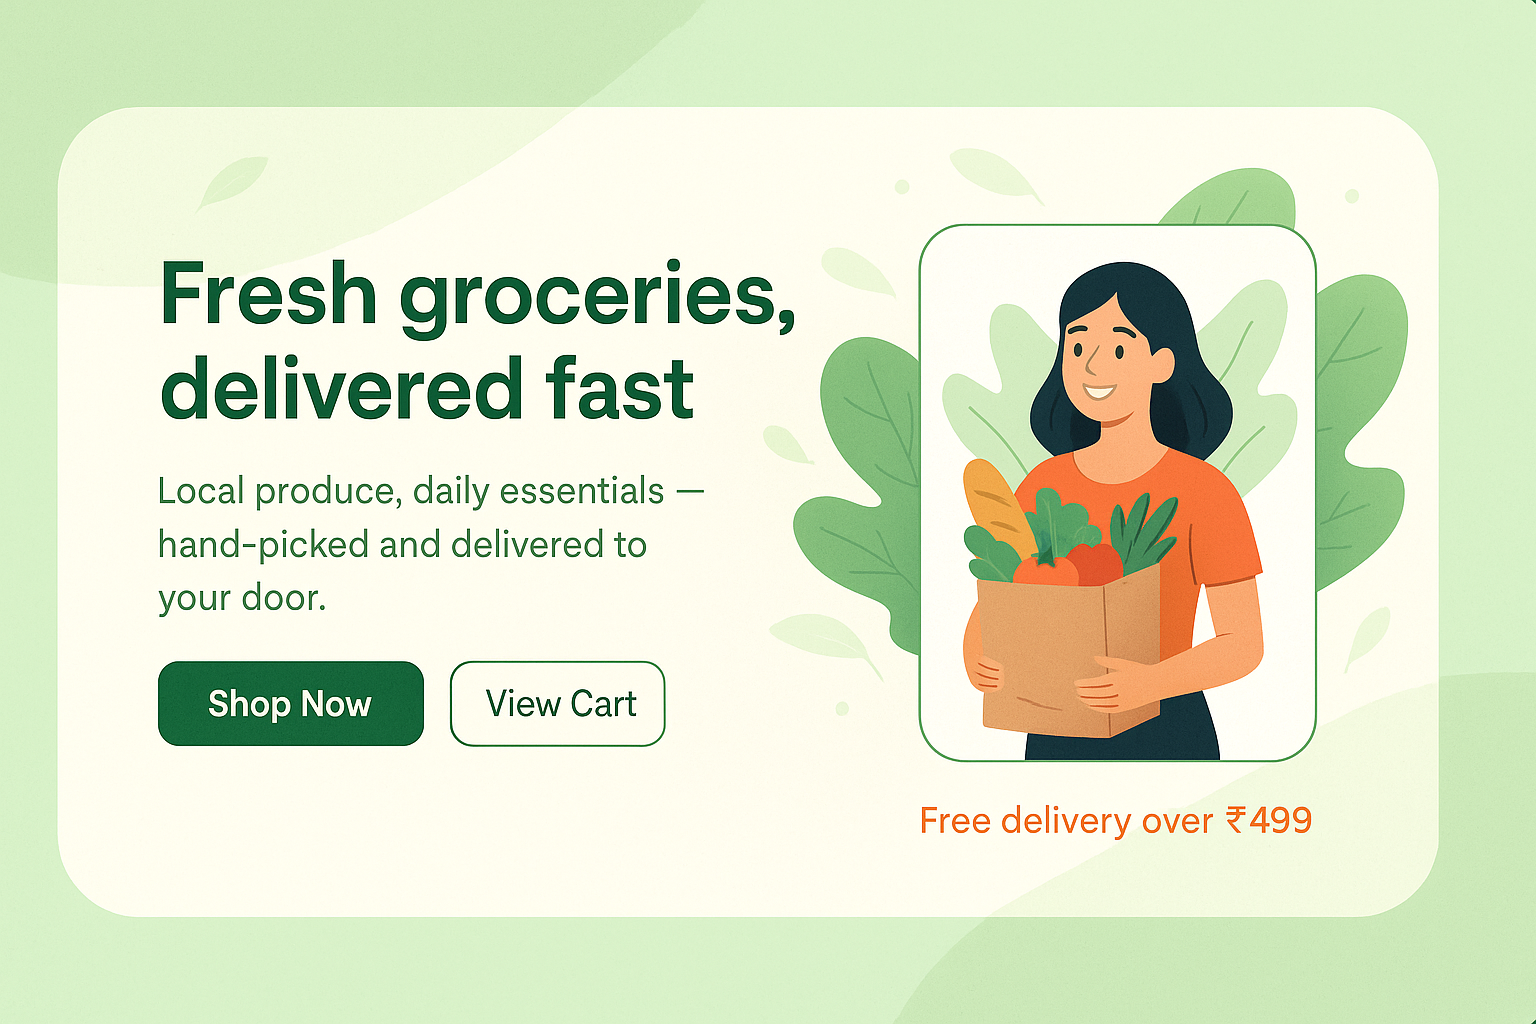 Fresh groceries,
delivered fast
Local produce, daily essentials —
hand-picked and delivered to
your door.
Shop Now
View Cart
Free delivery over ₹499